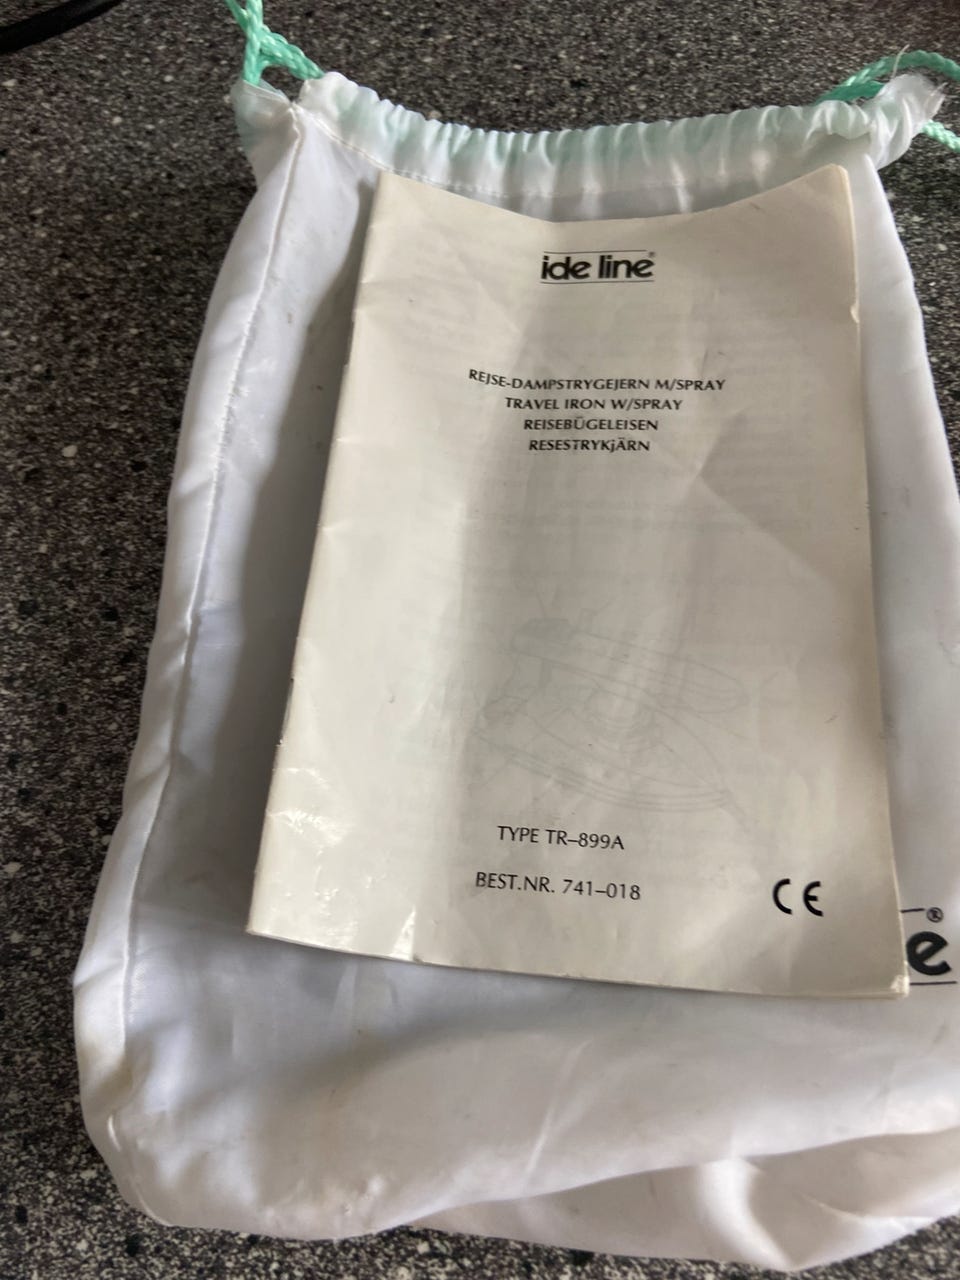 ide line®
REJSE-DAMPSTRYGEJERN M/SPRAY
TRAVEL IRON W/SPRAY
REISEBÜGELEISEN
RESESTRYKjÄRN
TYPE TR–899A
BEST.NR. 741–018
CE
e®